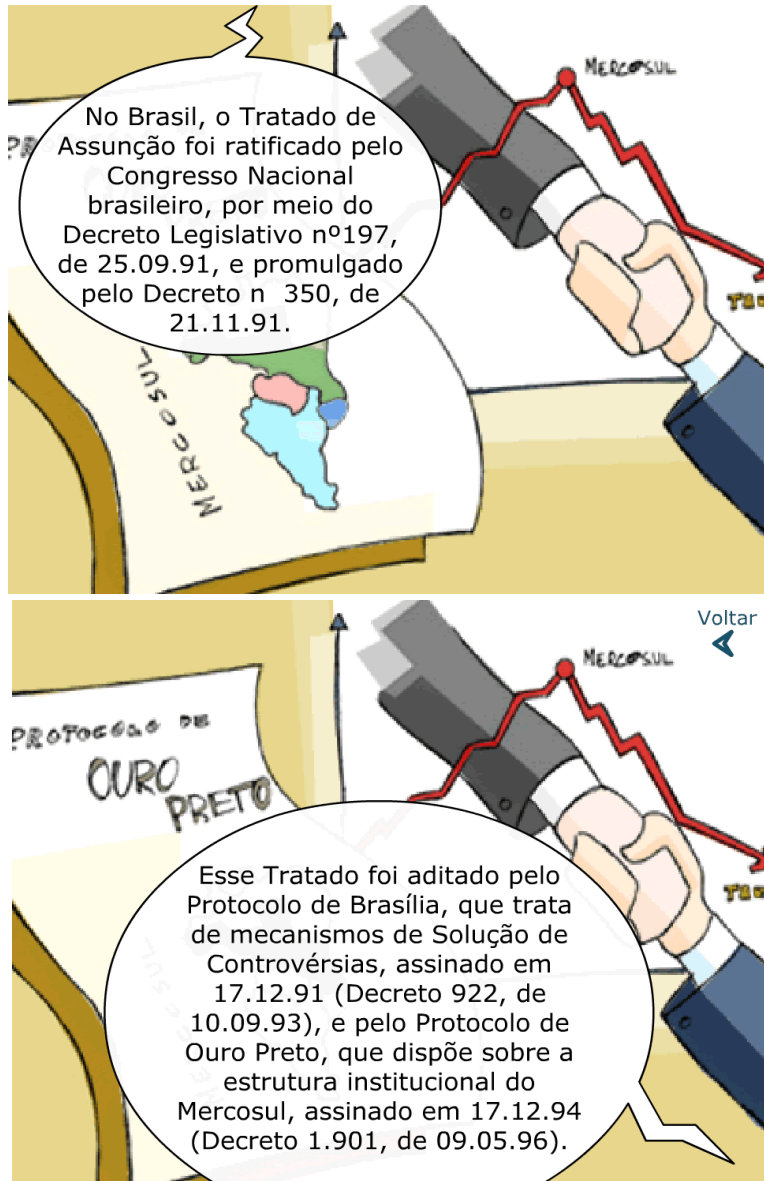 MERCOSUL
No Brasil, o Tratado de
Assunção foi ratificado pelo
Congresso Nacional
brasileiro, por meio do
Decreto Legislativo nº197,
de 25.09.91, e promulgado
pelo Decreto n  350, de
21.11.91.
MERCOSUL
Voltar
MERCOSUL
PROTOCOLO DE
OURO
PRETO
Esse Tratado foi aditado pelo
Protocolo de Brasília, que trata
de mecanismos de Solução de
Controvérsias, assinado em
17.12.91 (Decreto 922, de
10.09.93), e pelo Protocolo de
Ouro Preto, que dispõe sobre a
estrutura institucional do
Mercosul, assinado em 17.12.94
(Decreto 1.901, de 09.05.96).